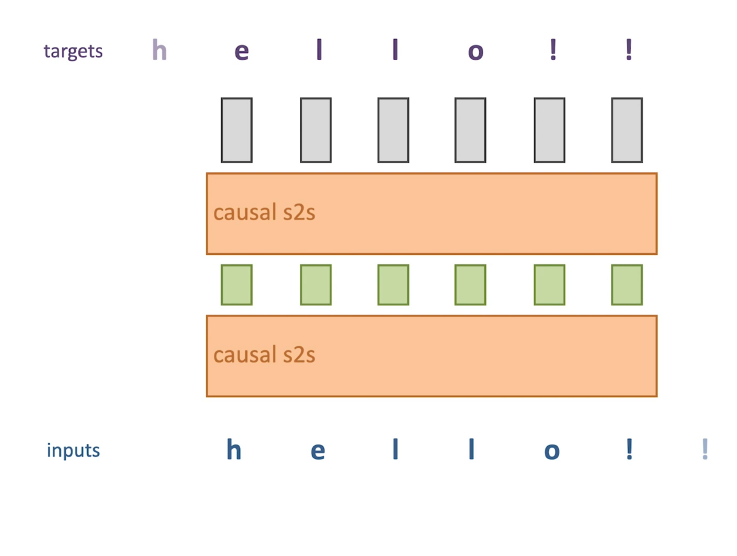 targets h e l l o ! !
causal s2s
causal s2s
inputs h e l l o ! !